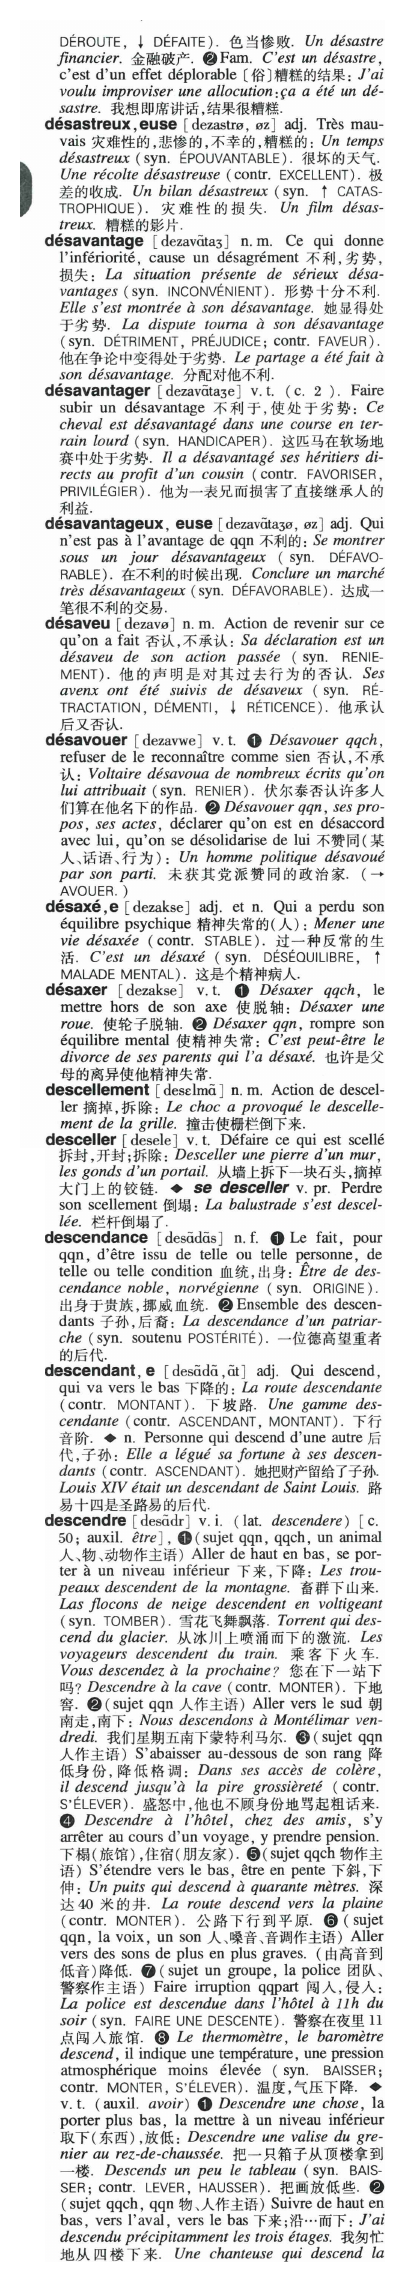 DÉROUTE, ↓ DÉFAITE). 色当惨败. Un désastre
financier. 金融破产. ❷ Fam. C'est un désastre,
c'est d'un effet déplorable [俗]糟糕的结果: J'ai
voulu improviser une allocution:ça a été un dé-
sastre. 我想即席讲话,结果很糟糕.
désastreux, euse [dezastrø, øz] adj. Très mau-
vais 灾难性的,悲惨的,不幸的,糟糕的: Un temps
désastreux (syn. ÉPOUVANTABLE). 很坏的天气.
Une récolte désastreuse (contr. EXCELLENT). 极
差的收成. Un bilan désastreux (syn. ↑ CATAS-
TROPHIQUE). 灾难性的损失. Un film désas-
treux. 糟糕的影片.
désavantage [dezavɑ̃taʒ] n. m. Ce qui donne
l'infériorité, cause un désagrément 不利,劣势,
损失: La situation présente de sérieux désa-
vantages (syn. INCONVÉNIENT). 形势十分不利.
Elle s'est montrée à son désavantage. 她显得处
于劣势. La dispute tourna à son désavantage
(syn. DÉTRIMENT, PRÉJUDICE; contr. FAVEUR).
他在争论中变得处于劣势. Le partage a été fait à
son désavantage. 分配对他不利.
désavantager [dezavɑ̃taʒe] v. t. (c. 2). Faire
subir un désavantage 不利于,使处于劣势: Ce
cheval est désavantagé dans une course en ter-
rain lourd (syn. HANDICAPER). 这匹马在软场地
赛中处于劣势. Il a désavantagé ses héritiers di-
rects au profit d'un cousin (contr. FAVORISER,
PRIVILÉGIER). 他为一表兄而损害了直接继承人的
利益.
désavantageux, euse [dezavɑ̃taʒø, øz] adj. Qui
n'est pas à l'avantage de qqn 不利的: Se montrer
sous un jour désavantageux (syn. DÉFAVO-
RABLE). 在不利的时候出现. Conclure un marché
très désavantageux (syn. DÉFAVORABLE). 达成一
笔很不利的交易.
désaveu [dezavø] n. m. Action de revenir sur ce
qu'on a fait 否认,不承认: Sa déclaration est un
désaveu de son action passée (syn. RENIE-
MENT). 他的声明是对其过去行为的否认. Ses
avenx ont été suivis de désaveux (syn. RÉ-
TRACTATION, DÉMENTI, ↓ RÉTICENCE). 他承认
后又否认.
désavouer [dezavwe] v. t. ❶ Désavouer qqch,
refuser de le reconnaître comme sien 否认,不承
认: Voltaire désavoua de nombreux écrits qu'on
lui attribuait (syn. RENIER). 伏尔泰否认许多人
们算在他名下的作品. ❷ Désavouer qqn, ses pro-
pos, ses actes, déclarer qu'on est en désaccord
avec lui, qu'on se désolidarise de lui 不赞同(某
人、话语、行为): Un homme politique désavoué
par son parti. 未获其党派赞同的政治家. (→
AVOUER.)
désaxé, e [dezakse] adj. et n. Qui a perdu son
équilibre psychique 精神失常的(人): Mener une
vie désaxée (contr. STABLE). 过一种反常的生
活. C'est un désaxé (syn. DÉSÉQUILIBRE, ↑
MALADE MENTAL). 这是个精神病人.
désaxer [dezakse] v. t. ❶ Désaxer qqch, le
mettre hors de son axe 使脱轴: Désaxer une
roue. 使轮子脱轴. ❷ Désaxer qqn, rompre son
équilibre mental 使精神失常: C'est peut-être le
divorce de ses parents qui l'a désaxé. 也许是父
母的离异使他精神失常.
descellement [desɛlmɑ̃] n. m. Action de descel-
ler 摘掉,拆除: Le choc a provoqué le descelle-
ment de la grille. 撞击使栅栏倒下来.
desceller [desele] v. t. Défaire ce qui est scellé
拆封,开封;拆除: Desceller une pierre d'un mur,
les gonds d'un portail. 从墙上拆下一块石头,摘掉
大门上的铰链. ◆ se desceller v. pr. Perdre
son scellement 倒塌: La balustrade s'est descel-
lée. 栏杆倒塌了.
descendance [desɑ̃dɑ̃s] n. f. ❶ Le fait, pour
qqn, d'être issu de telle ou telle personne, de
telle ou telle condition 血统,出身: Être de des-
cendance noble, norvégienne (syn. ORIGINE).
出身于贵族,挪威血统. ❷ Ensemble des descen-
dants 子孙,后裔: La descendance d'un patriar-
che (syn. soutenu POSTÉRITÉ). 一位德高望重者
的后代.
descendant, e [desɑ̃dɑ̃, ɑ̃t] adj. Qui descend,
qui va vers le bas 下降的: La route descendante
(contr. MONTANT). 下坡路. Une gamme des-
cendante (contr. ASCENDANT, MONTANT). 下行
音阶. ◆ n. Personne qui descend d'une autre 后
代,子孙: Elle a légué sa fortune à ses descen-
dants (contr. ASCENDANT). 她把财产留给了子孙.
Louis XIV était un descendant de Saint Louis. 路
易十四是圣路易的后代.
descendre [desɑ̃dr] v. i. (lat. descendere) [c.
50; auxil. être], ❶ (sujet qqn, qqch, un animal
人、物、动物作主语) Aller de haut en bas, se por-
ter à un niveau inférieur 下来,下降: Les trou-
peaux descendent de la montagne. 畜群下山来.
Las flocons de neige descendent en voltigeant
(syn. TOMBER). 雪花飞舞飘落. Torrent qui des-
cend du glacier. 从冰川上喷涌而下的激流. Les
voyageurs descendent du train. 乘客下火车.
Vous descendez à la prochaine? 您在下一站下
吗? Descendre à la cave (contr. MONTER). 下地
窖. ❷ (sujet qqn 人作主语) Aller vers le sud 朝
南走,南下: Nous descendons à Montélimar ven-
dredi. 我们星期五南下蒙特利马尔. ❸ (sujet qqn
人作主语) S'abaisser au-dessous de son rang 降
低身份,降低格调: Dans ses accès de colère,
il descend jusqu'à la pire grossièreté (contr.
S'ÉLEVER). 盛怒中,他也不顾身份地骂起粗话来.
❹ Descendre à l'hôtel, chez des amis, s'y
arrêter au cours d'un voyage, y prendre pension.
下榻(旅馆),住宿(朋友家). ❺ (sujet qqch 物作主
语) S'étendre vers le bas, être en pente 下斜,下
伸: Un puits qui descend à quarante mètres. 深
达 40 米的井. La route descend vers la plaine
(contr. MONTER). 公路下行到平原. ❻ (sujet
qqn, la voix, un son 人、嗓音、音调作主语) Aller
vers des sons de plus en plus graves. (由高音到
低音)降低. ❼ (sujet un groupe, la police 团队、
警察作主语) Faire irruption qqpart 闯入,侵入:
La police est descendue dans l'hôtel à 11h du
soir (syn. FAIRE UNE DESCENTE). 警察在夜里 11
点闯入旅馆. ❽ Le thermomètre, le baromètre
descend, il indique une température, une pression
atmosphérique moins élevée (syn. BAISSER;
contr. MONTER, S'ÉLEVER). 温度,气压下降. ◆
v. t. (auxil. avoir) ❶ Descendre une chose, la
porter plus bas, la mettre à un niveau inférieur
取下(东西),放低: Descendre une valise du gre-
nier au rez-de-chaussée. 把一只箱子从顶楼拿到
一楼. Descends un peu le tableau (syn. BAIS-
SER; contr. LEVER, HAUSSER). 把画放低些. ❷
(sujet qqch, qqn 物、人作主语) Suivre de haut en
bas, vers l'aval, vers le bas 下来;沿…而下: J'ai
descendu précipitamment les trois étages. 我匆忙
地从四楼下来. Une chanteuse qui descend la